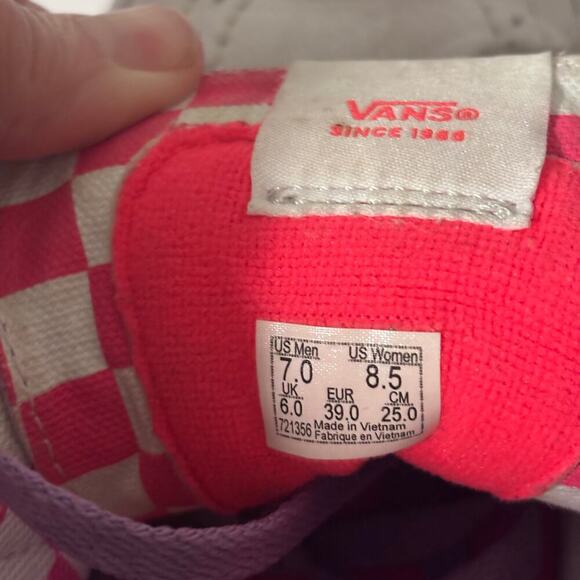 VANS®
SINCE 1966
US Men US Women
7.0 8.5
UK EUR CM
6.0 39.0 25.0
721356 Made in Vietnam
Fabrique en Vietnam